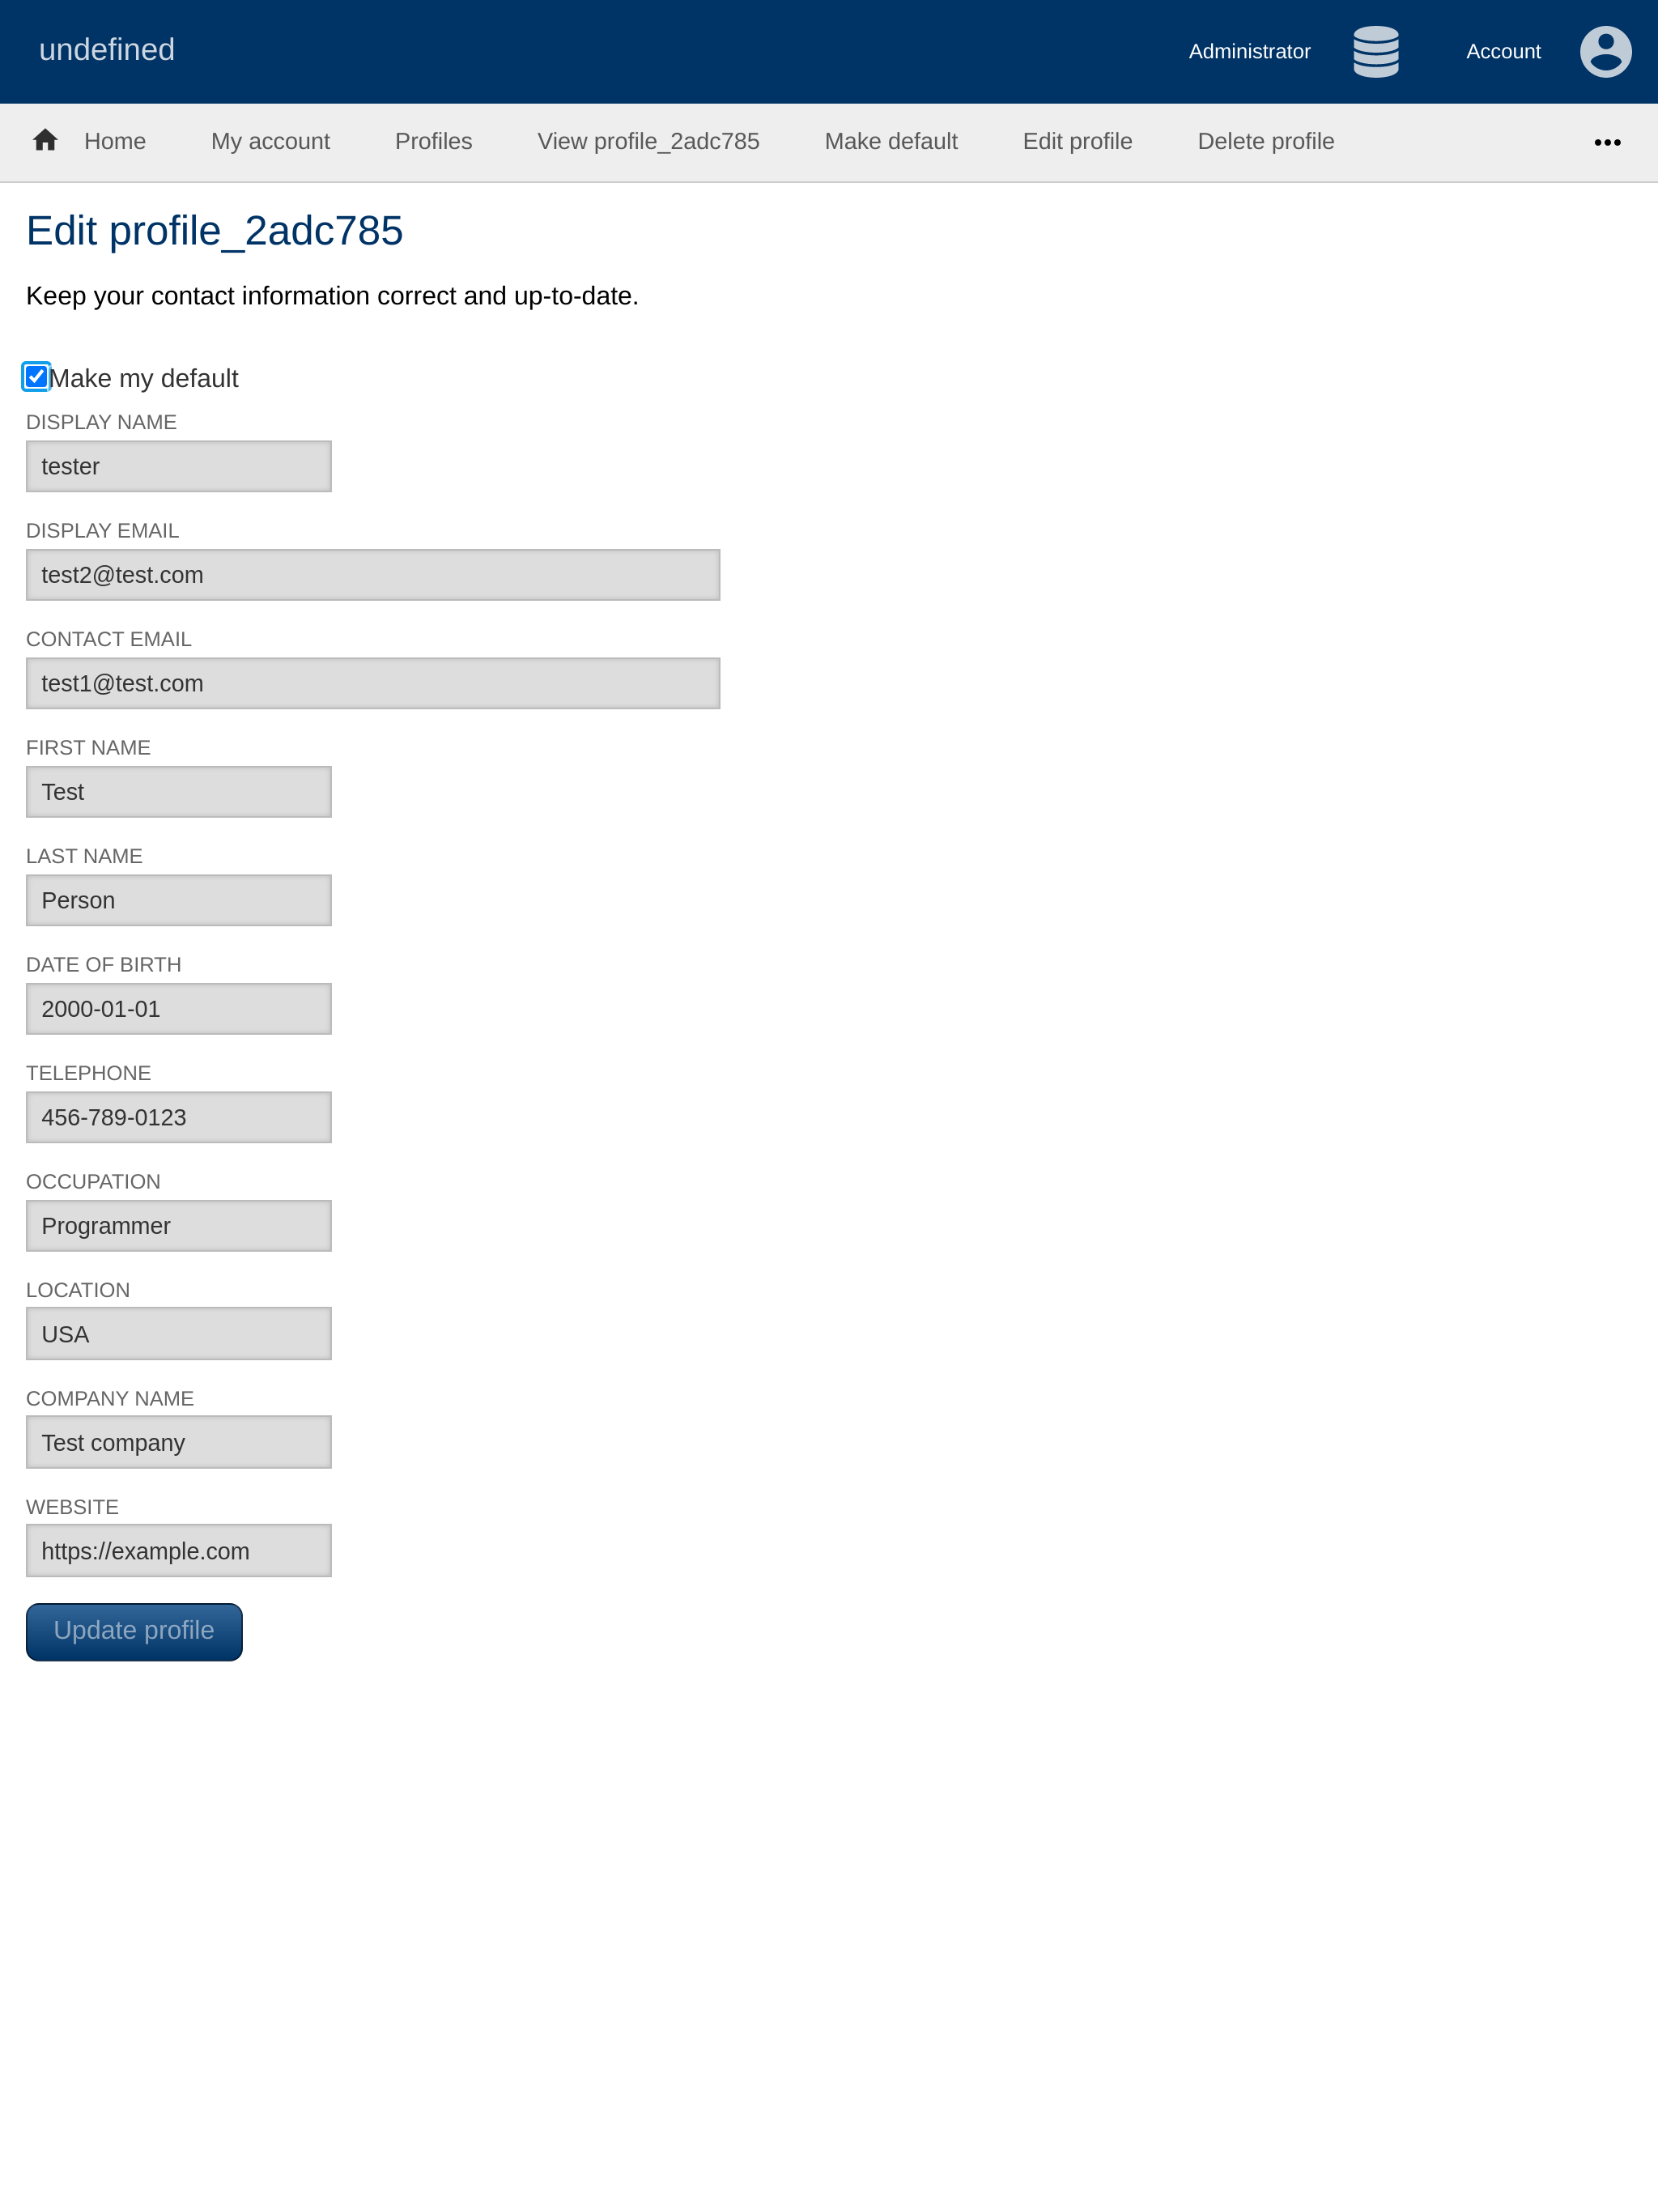 undefined
Administrator
Account
Home
My account
Profiles
View profile_2adc785
Make default
Edit profile
Delete profile
Edit profile_2adc785
Keep your contact information correct and up-to-date.
Make my default
DISPLAY NAME
tester
DISPLAY EMAIL
test2@test.com
CONTACT EMAIL
test1@test.com
FIRST NAME
Test
LAST NAME
Person
DATE OF BIRTH
2000-01-01
TELEPHONE
456-789-0123
OCCUPATION
Programmer
LOCATION
USA
COMPANY NAME
Test company
WEBSITE
https://example.com
Update profile